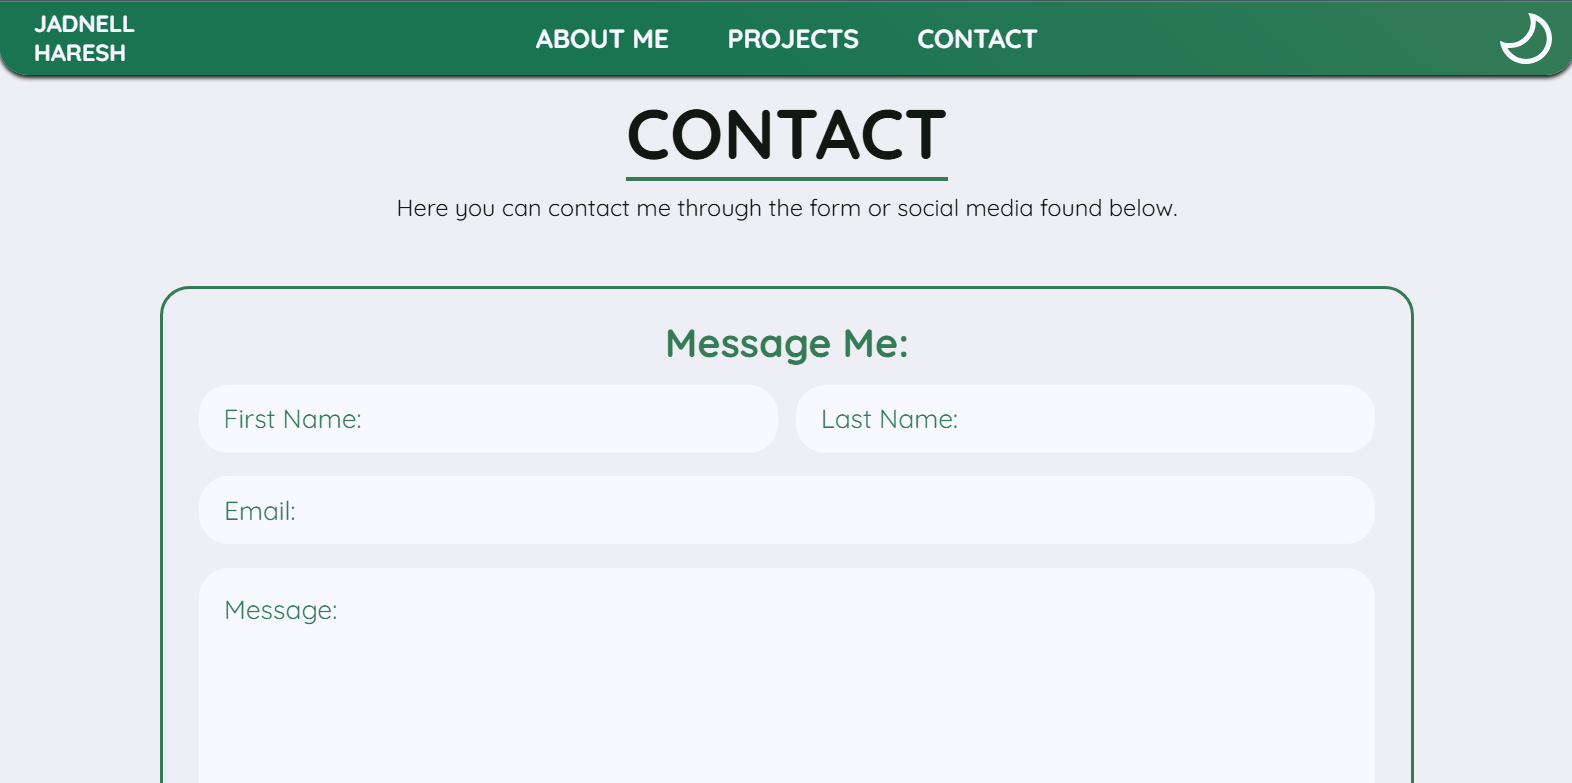 JADNELL
HARESH
ABOUT ME PROJECTS CONTACT
CONTACT
Here you can contact me through the form or social media found below.
Message Me:
First Name: Last Name:
Email:
Message: